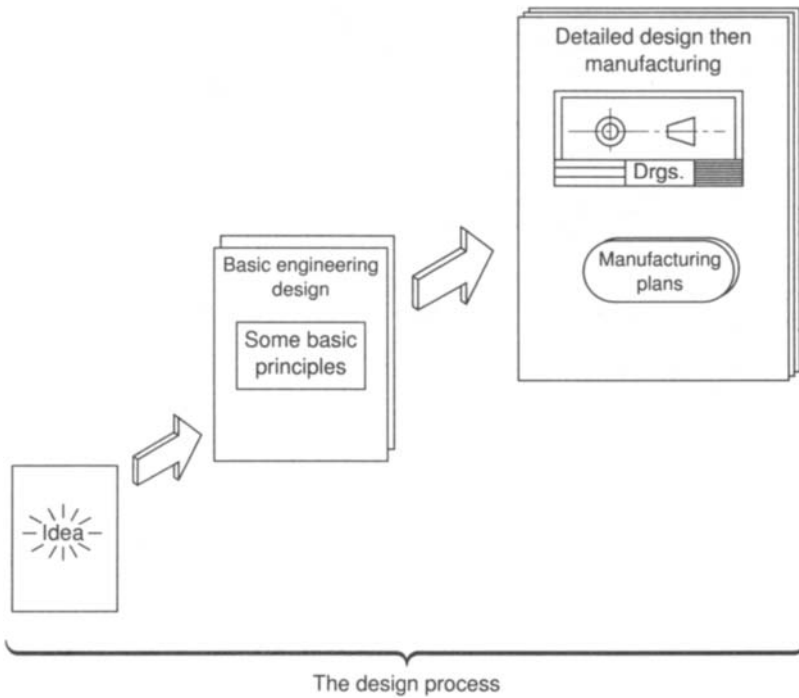 Idea
Basic engineering
design
Some basic
principles
Detailed design then
manufacturing
Drgs.
Manufacturing
plans
The design process